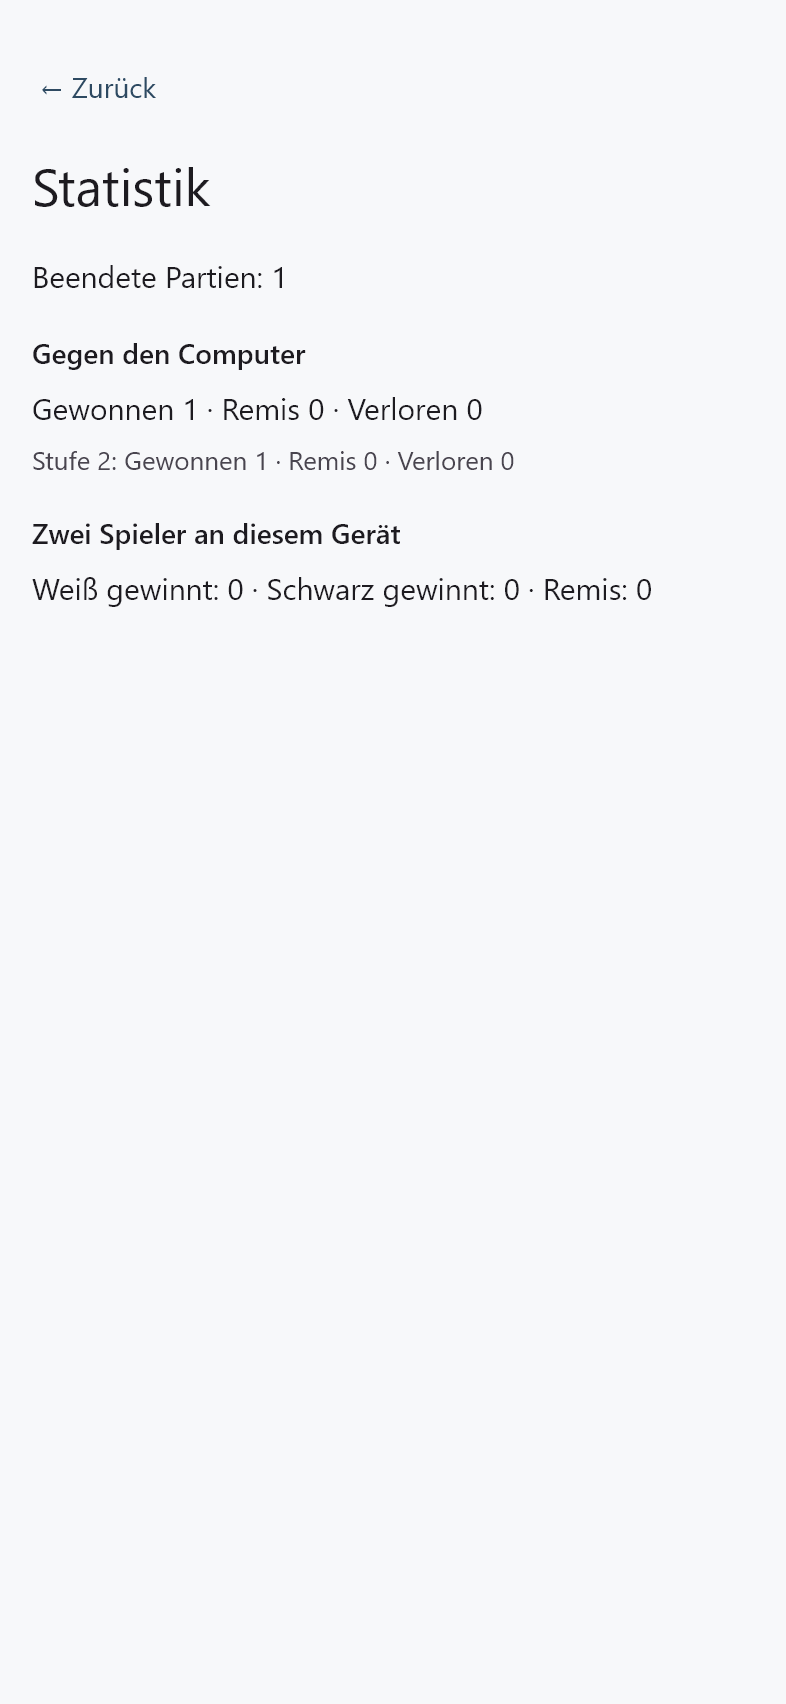 ← Zurück
Statistik
Beendete Partien: 1
Gegen den Computer
Gewonnen 1 · Remis 0 · Verloren 0
Stufe 2: Gewonnen 1 · Remis 0 · Verloren 0
Zwei Spieler an diesem Gerät
Weiß gewinnt: 0 · Schwarz gewinnt: 0 · Remis: 0